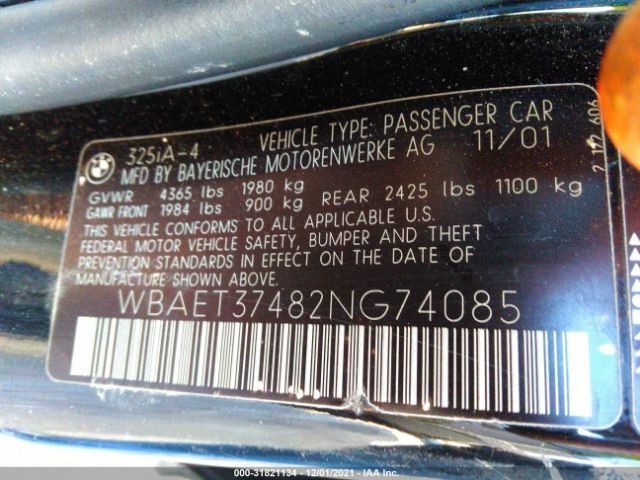 BMW
325iA-4 VEHICLE TYPE: PASSENGER CAR
MFD BY BAYERISCHE MOTORENWERKE AG 11/01
GVWR 4365 lbs 1980 kg
GAWR FRONT 1984 lbs 900 kg REAR 2425 lbs 1100 kg
THIS VEHICLE CONFORMS TO ALL APPLICABLE U.S.
FEDERAL MOTOR VEHICLE SAFETY, BUMPER AND THEFT
PREVENTION STANDARDS IN EFFECT ON THE DATE OF
MANUFACTURE SHOWN ABOVE.
WBAET37482NG74085
000-31821134 - 12/01/2021 - IAA Inc.